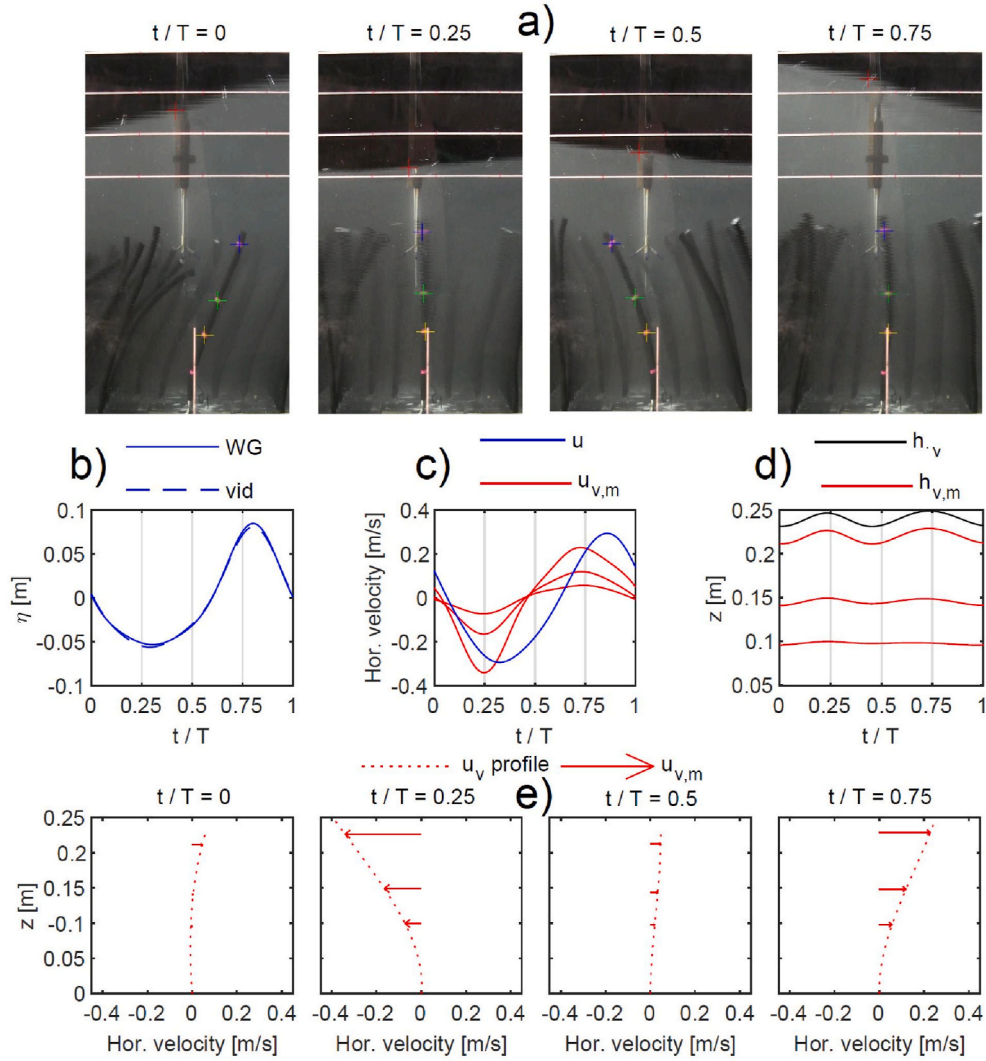 a)
t / T = 0 t / T = 0.25 t / T = 0.5 t / T = 0.75
b) WG
vid
0.1
0.05
0
-0.05
-0.1
η [m]
0 0.25 0.5 0.75 1
t / T
c) u
u_{v,m}
0.4
0.2
0
-0.2
-0.4
Hor. velocity [m/s]
0 0.25 0.5 0.75 1
t / T
d) h_{.v}
h_{v,m}
0.25
0.2
0.15
0.1
0.05
z [m]
0 0.25 0.5 0.75 1
t / T
u_v profile u_{v,m}
e)
t / T = 0 t / T = 0.25 t / T = 0.5 t / T = 0.75
0.25
0.2
0.15
-0.1
0.05
0
z [m]
-0.4 -0.2 0 0.2 0.4
Hor. velocity [m/s]
-0.4 -0.2 0 0.2 0.4
Hor. velocity [m/s]
-0.4 -0.2 0 0.2 0.4
Hor. velocity [m/s]
-0.4 -0.2 0 0.2 0.4
Hor. velocity [m/s]